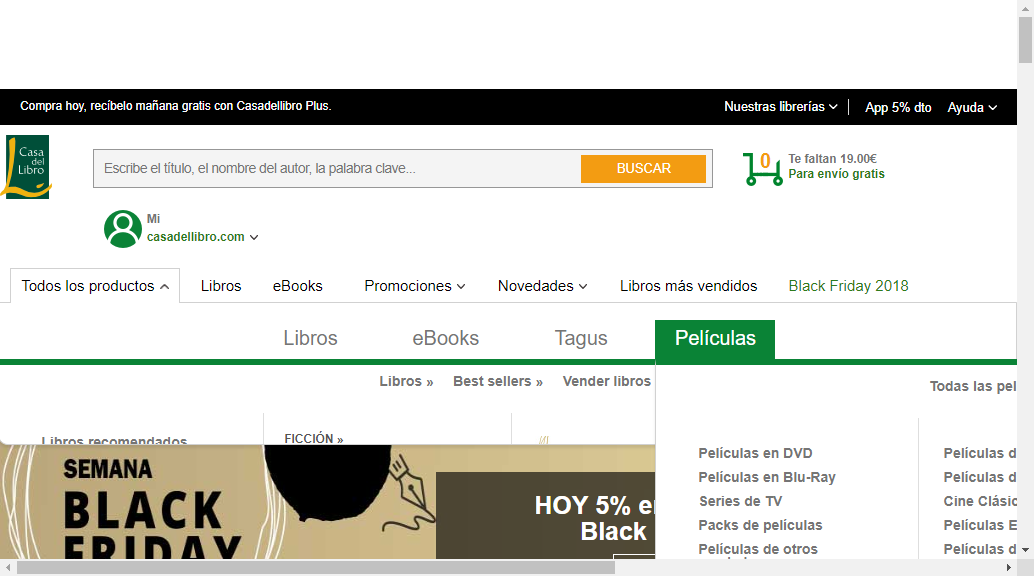 Compra hoy, recíbelo mañana gratis con Casadellibro Plus.
Nuestras librerías
App 5% dto
Ayuda
Casa
del
Libro
Escribe el título, el nombre del autor, la palabra clave...
BUSCAR
0
Te faltan 19.00€
Para envío gratis
Mi
casadellibro.com
Todos los productos
Libros
eBooks
Promociones
Novedades
Libros más vendidos
Black Friday 2018
Libros
eBooks
Tagus
Películas
Libros »
Best sellers »
Vender libros
Todas las pel
Libros recomendados
FICCIÓN »
Películas en DVD
Películas en Blu-Ray
Series de TV
Packs de películas
Películas de otros
Películas d
Películas d
Cine Clásic
Películas E
Películas d
SEMANA
BLACK
FRIDAY
HOY 5% e
Black